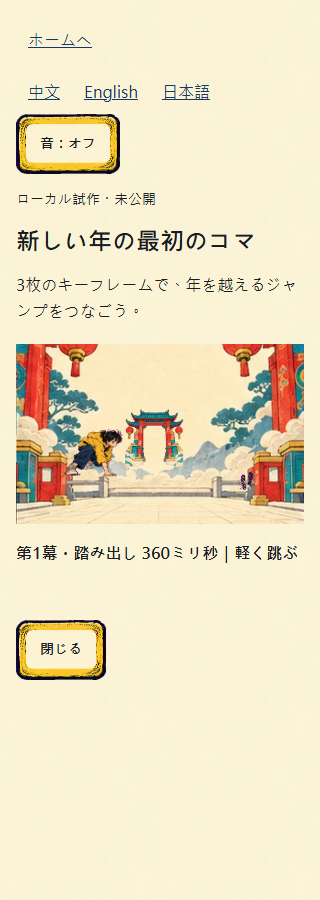 ホームへ
中文 English 日本語
音：オフ
ローカル試作・未公開
新しい年の最初のコマ
3枚のキーフレームで、年を越えるジャ
ンプをつなごう。
第1幕・踏み出し 360ミリ秒｜軽く跳ぶ
閉じる